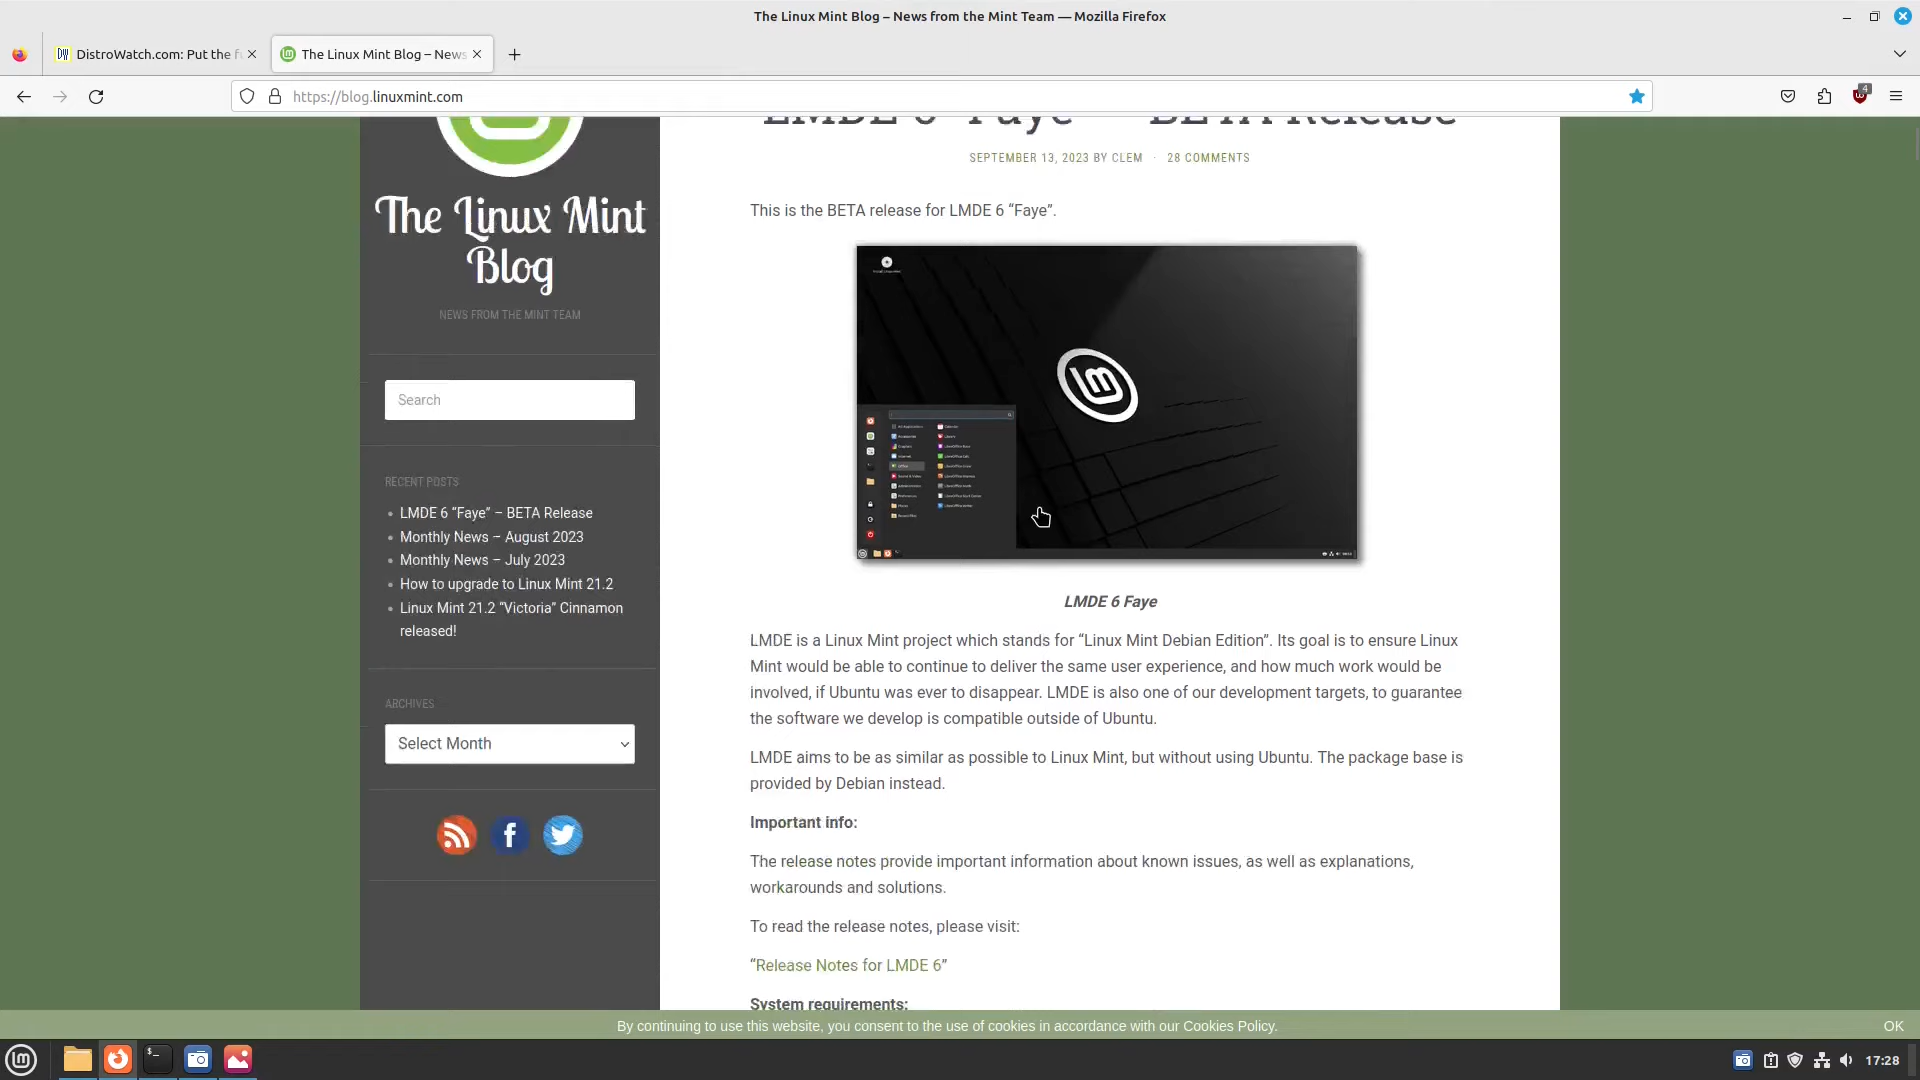 The Linux Mint Blog – News from the Mint Team — Mozilla Firefox
DistroWatch.com: Put the f
The Linux Mint Blog – News
https://blog.linuxmint.com
4
LMDE 6 “Faye” – BETA Release
SEPTEMBER 13, 2023 BY CLEM · 28 COMMENTS
The Linux Mint
Blog
NEWS FROM THE MINT TEAM
Search
RECENT POSTS
LMDE 6 “Faye” – BETA Release
Monthly News – August 2023
Monthly News – July 2023
How to upgrade to Linux Mint 21.2
Linux Mint 21.2 “Victoria” Cinnamon
released!
ARCHIVES
Select Month
This is the BETA release for LMDE 6 “Faye”.
LMDE 6 Faye
LMDE is a Linux Mint project which stands for “Linux Mint Debian Edition”. Its goal is to ensure Linux
Mint would be able to continue to deliver the same user experience, and how much work would be
involved, if Ubuntu was ever to disappear. LMDE is also one of our development targets, to guarantee
the software we develop is compatible outside of Ubuntu.
LMDE aims to be as similar as possible to Linux Mint, but without using Ubuntu. The package base is
provided by Debian instead.
Important info:
The release notes provide important information about known issues, as well as explanations,
workarounds and solutions.
To read the release notes, please visit:
“Release Notes for LMDE 6”
System requirements:
By continuing to use this website, you consent to the use of cookies in accordance with our Cookies Policy.
OK
17:28